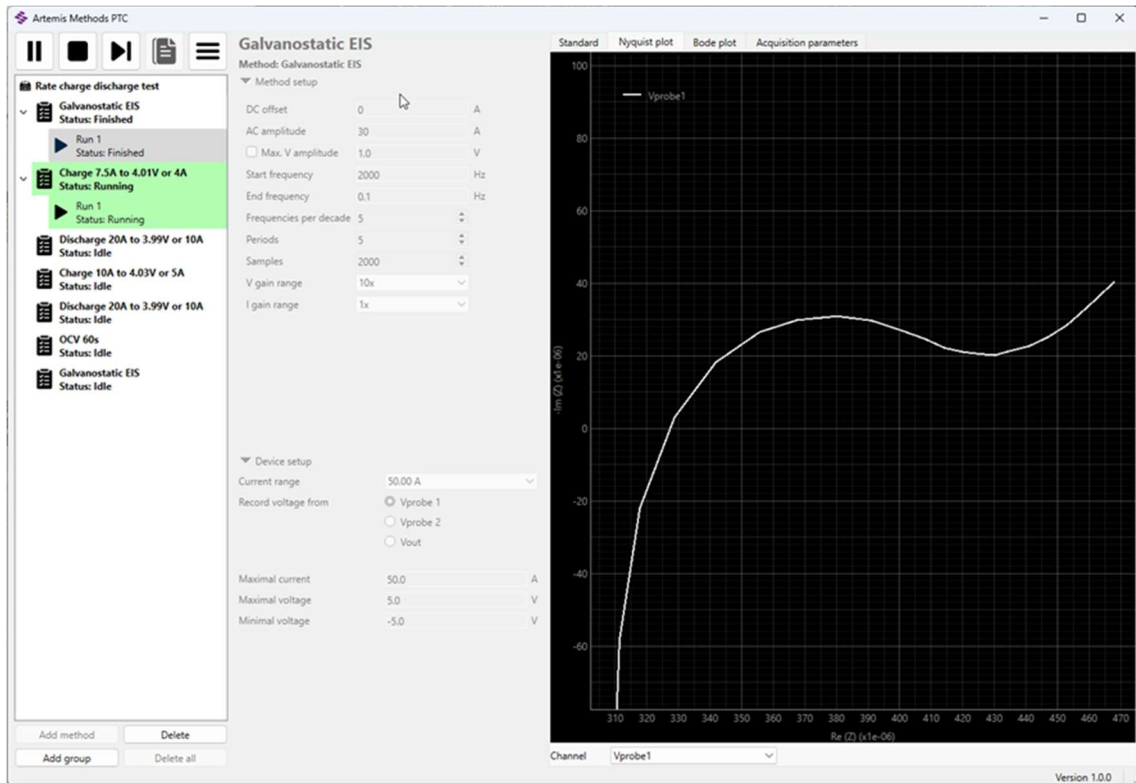 Artemis Methods PTC
Rate charge discharge test
Galvanostatic EIS
Status: Finished
Run 1
Status: Finished
Charge 7.5A to 4.01V or 4A
Status: Running
Run 1
Status: Running
Discharge 20A to 3.99V or 10A
Status: Idle
Charge 10A to 4.03V or 5A
Status: Idle
Discharge 20A to 3.99V or 10A
Status: Idle
OCV 60s
Status: Idle
Galvanostatic EIS
Status: Idle
Add method Delete
Add group Delete all
Galvanostatic EIS
Method: Galvanostatic EIS
Method setup
DC offset 0 A
AC amplitude 30 A
Max. V amplitude 1.0 V
Start frequency 2000 Hz
End frequency 0.1 Hz
Frequencies per decade 5
Periods 5
Samples 2000
V gain range 10x
I gain range 1x
Device setup
Current range 50.00 A
Record voltage from Vprobe 1
Vprobe 2
Vout
Maximal current 50.0 A
Maximal voltage 5.0 V
Minimal voltage -5.0 V
Standard Nyquist plot Bode plot Acquisition parameters
Vprobe1
100
80
60
40
20
0
-20
-40
-60
-Im (Z) (x1e-06)
310 320 330 340 350 360 370 380 390 400 410 420 430 440 450 460 470
Re (Z) (x1e-06)
Channel Vprobe1
Version 1.0.0